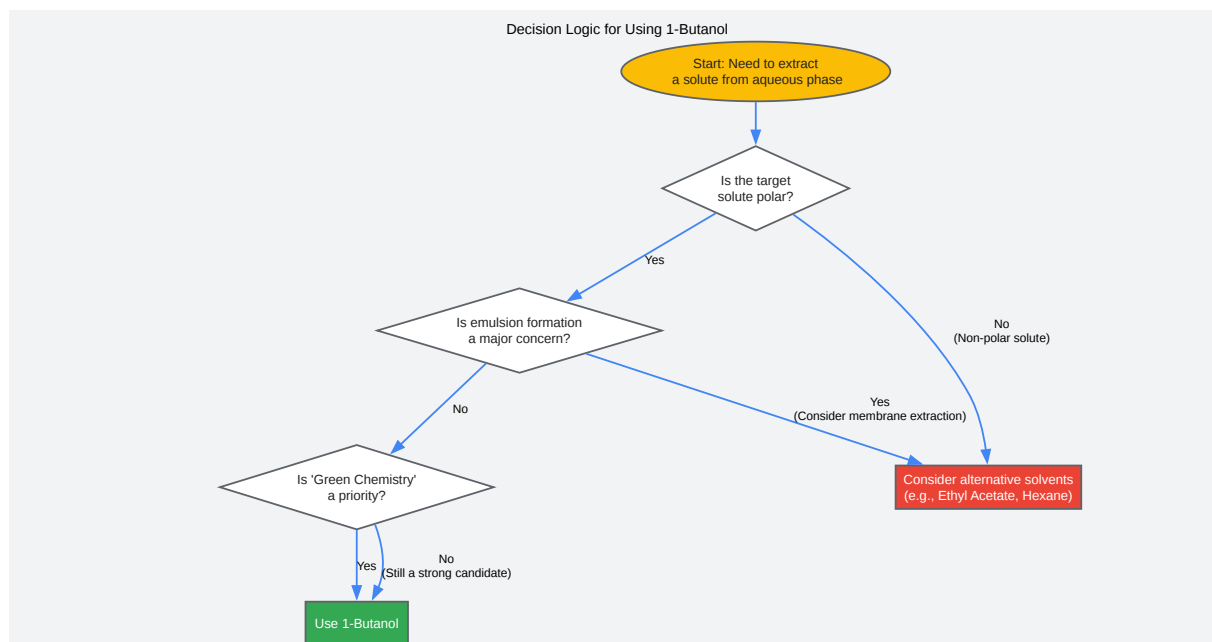 Decision Logic for Using 1-Butanol
Start: Need to extract
a solute from aqueous phase
Is the target
solute polar?
Yes
Is emulsion formation
a major concern?
No
(Non-polar solute)
Yes
(Consider membrane extraction)
No
Is 'Green Chemistry'
a priority?
Consider alternative solvents
(e.g., Ethyl Acetate, Hexane)
Yes
No
(Still a strong candidate)
Use 1-Butanol